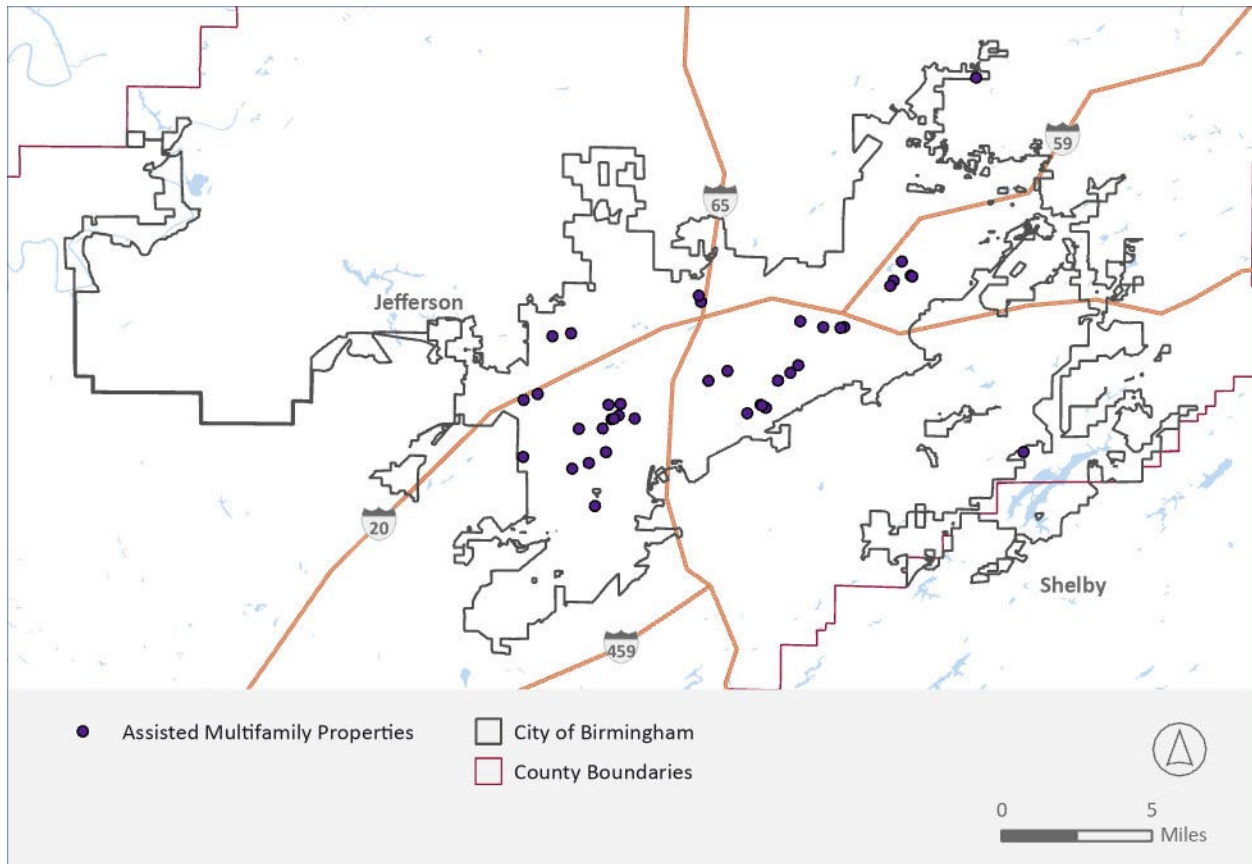 59
65
Jefferson
20
Shelby
459
Assisted Multifamily Properties
City of Birmingham
County Boundaries
0 5
Miles